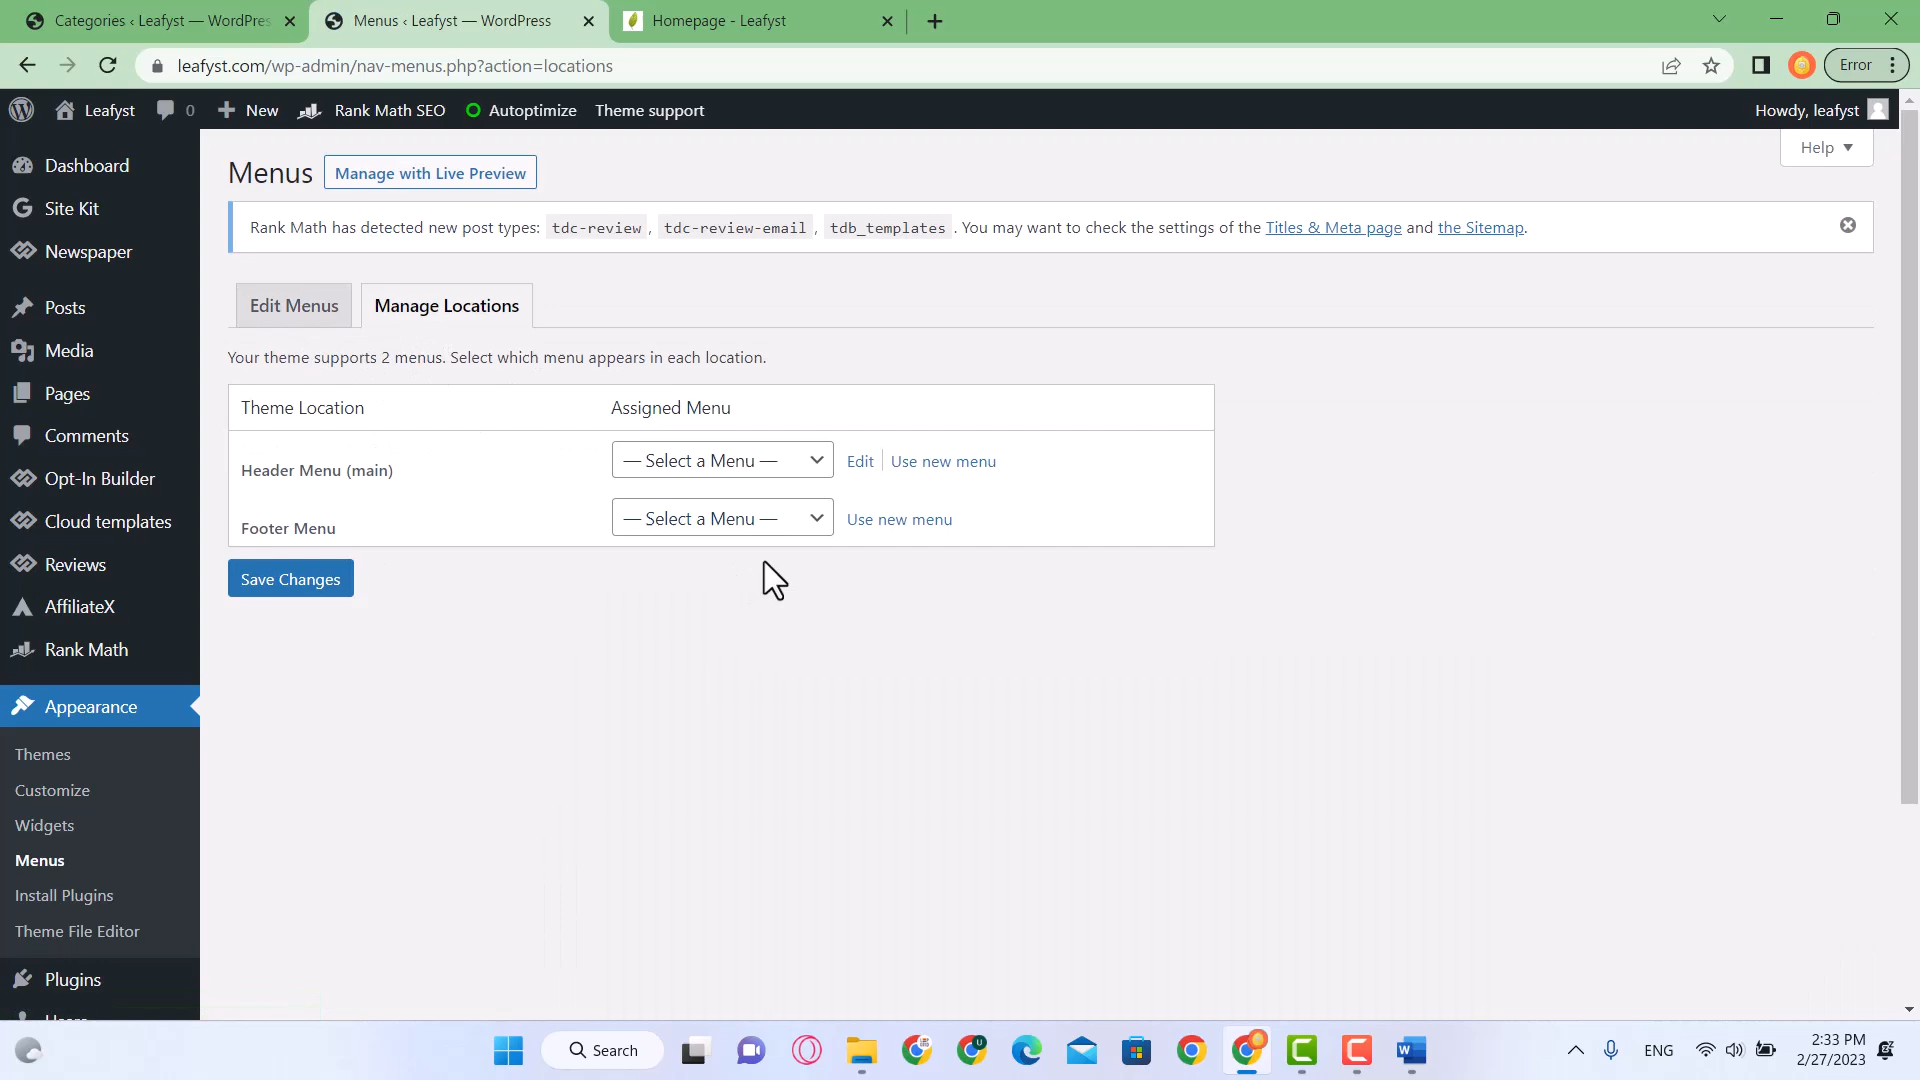 Categories ‹ Leafyst — WordPres
Menus ‹ Leafyst — WordPress
Homepage - Leafyst
leafyst.com/wp-admin/nav-menus.php?action=locations
Error
Leafyst
0
New
Rank Math SEO
Autoptimize
Theme support
Howdy, leafyst
Dashboard
Site Kit
Newspaper
Posts
Media
Pages
Comments
Opt-In Builder
Cloud templates
Reviews
AffiliateX
Rank Math
Appearance
Themes
Customize
Widgets
Menus
Install Plugins
Theme File Editor
Plugins
Help
Menus
Manage with Live Preview
Rank Math has detected new post types: tdc-review, tdc-review-email, tdb_templates. You may want to check the settings of the Titles & Meta page and the Sitemap.
Edit Menus
Manage Locations
Your theme supports 2 menus. Select which menu appears in each location.
Theme Location Assigned Menu
Header Menu (main) — Select a Menu — Edit Use new menu
Footer Menu — Select a Menu — Use new menu
Save Changes
Search
ENG
2:33 PM
2/27/2023